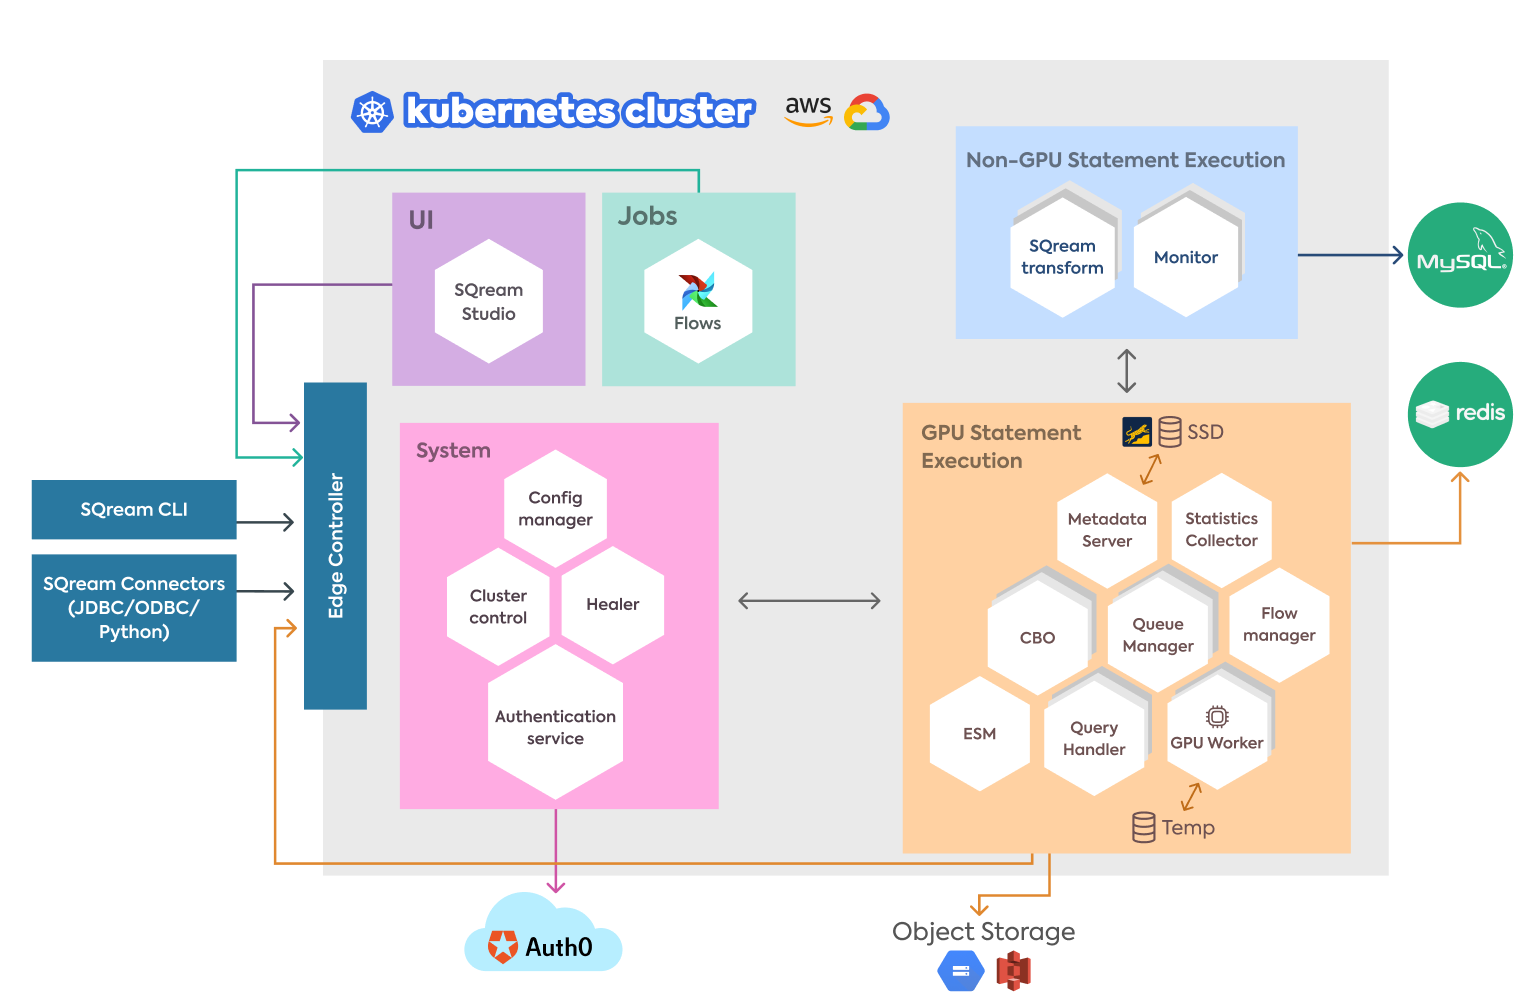 kubernetes cluster
aws
Non-GPU Statement Execution
SQream
transform
Monitor
MySQL®
UI
SQream
Studio
Jobs
Flows
redis
Edge Controller
SQream CLI
SQream Connectors
(JDBC/ODBC/
Python)
System
Config
manager
Cluster
control
Healer
Authentication
service
GPU Statement
Execution
SSD
Metadata
Server
Statistics
Collector
CBO
Queue
Manager
Flow
manager
ESM
Query
Handler
GPU Worker
Temp
Auth0
Object Storage